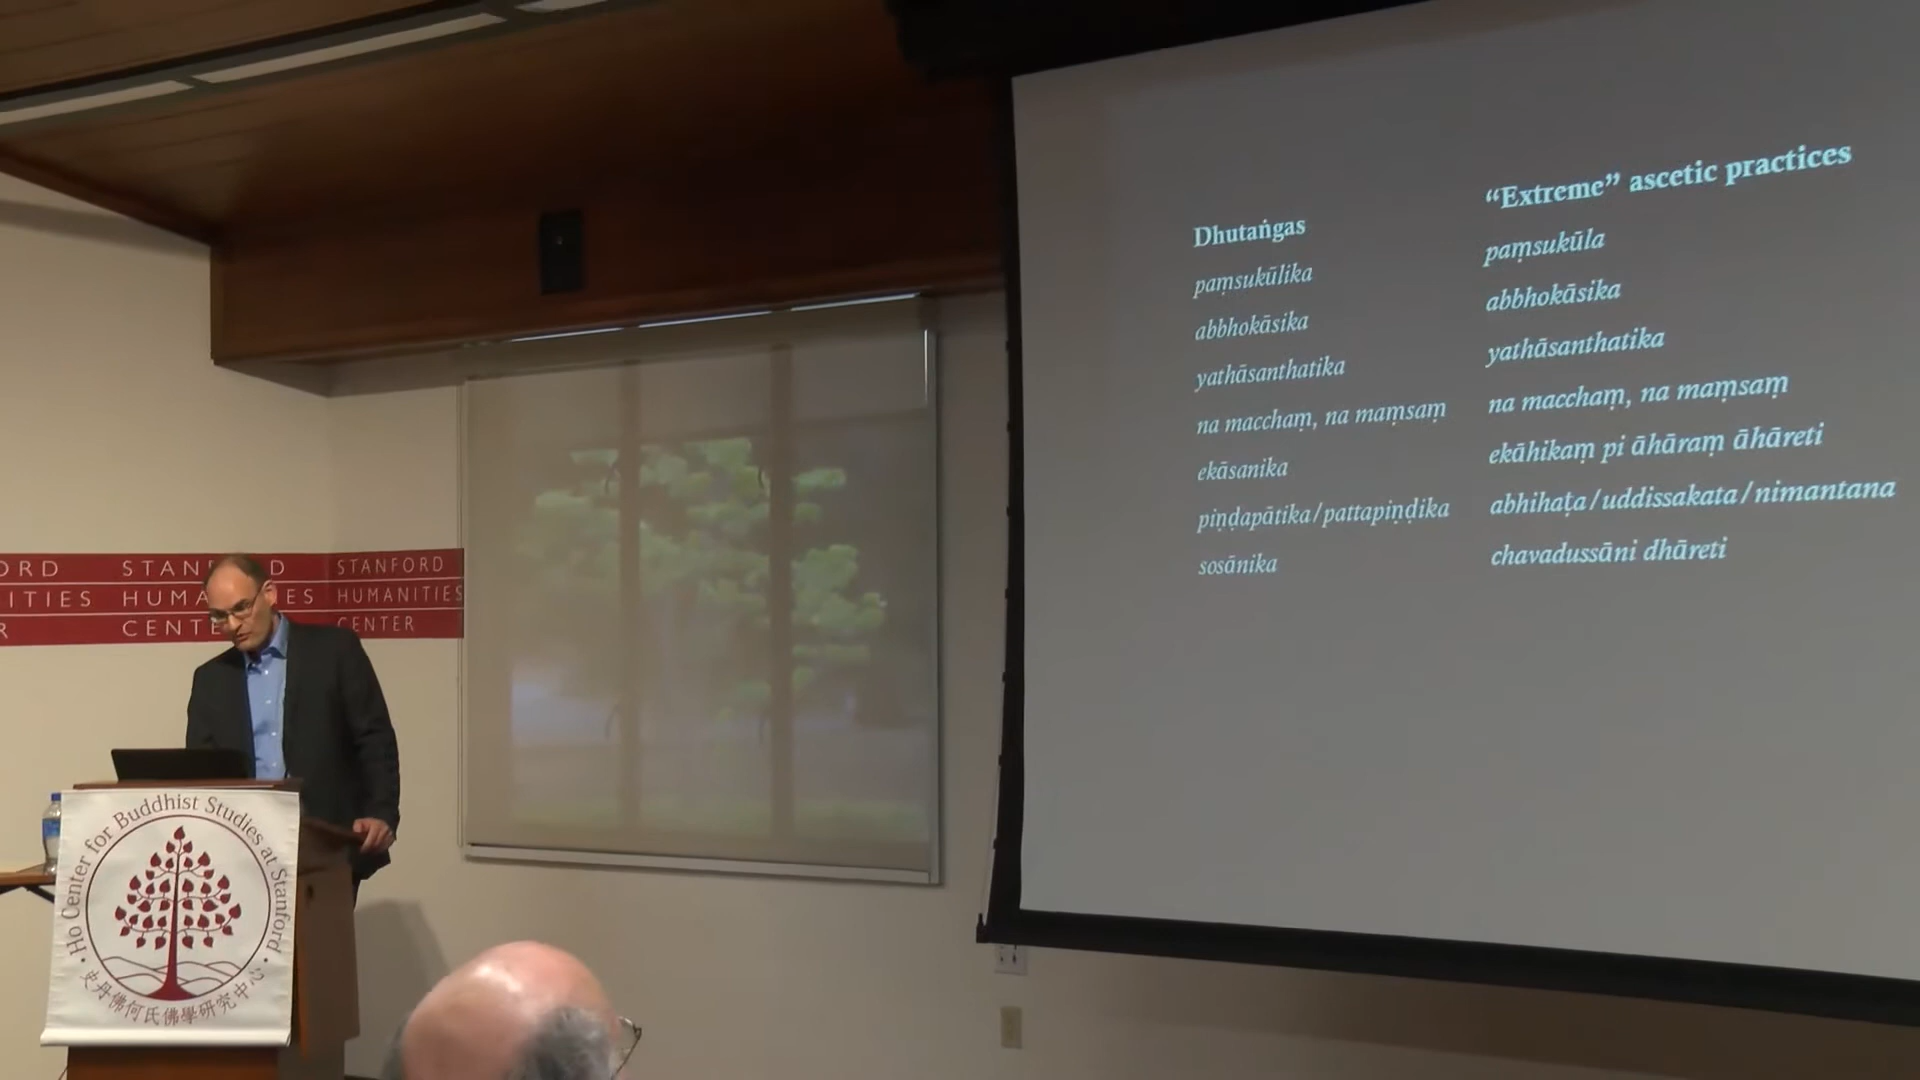 Dhutaṅgas
paṃsukūlika
abbhokāsika
yathāsanthatika
na macchaṃ, na maṃsaṃ
ekāsanika
piṇḍapātika/pattapiṇḍika
sosānika
“Extreme” ascetic practices
paṃsukūla
abbhokāsika
yathāsanthatika
na macchaṃ, na maṃsaṃ
ekāhikaṃ pi āhāraṃ āhāreti
abhihaṭa/uddissakata/nimantana
chavadussāni dhāreti
STANFORD
HUMANITIES
CENTER
Ho Center for Buddhist Studies at Stanford
史丹佛何氏佛學研究中心